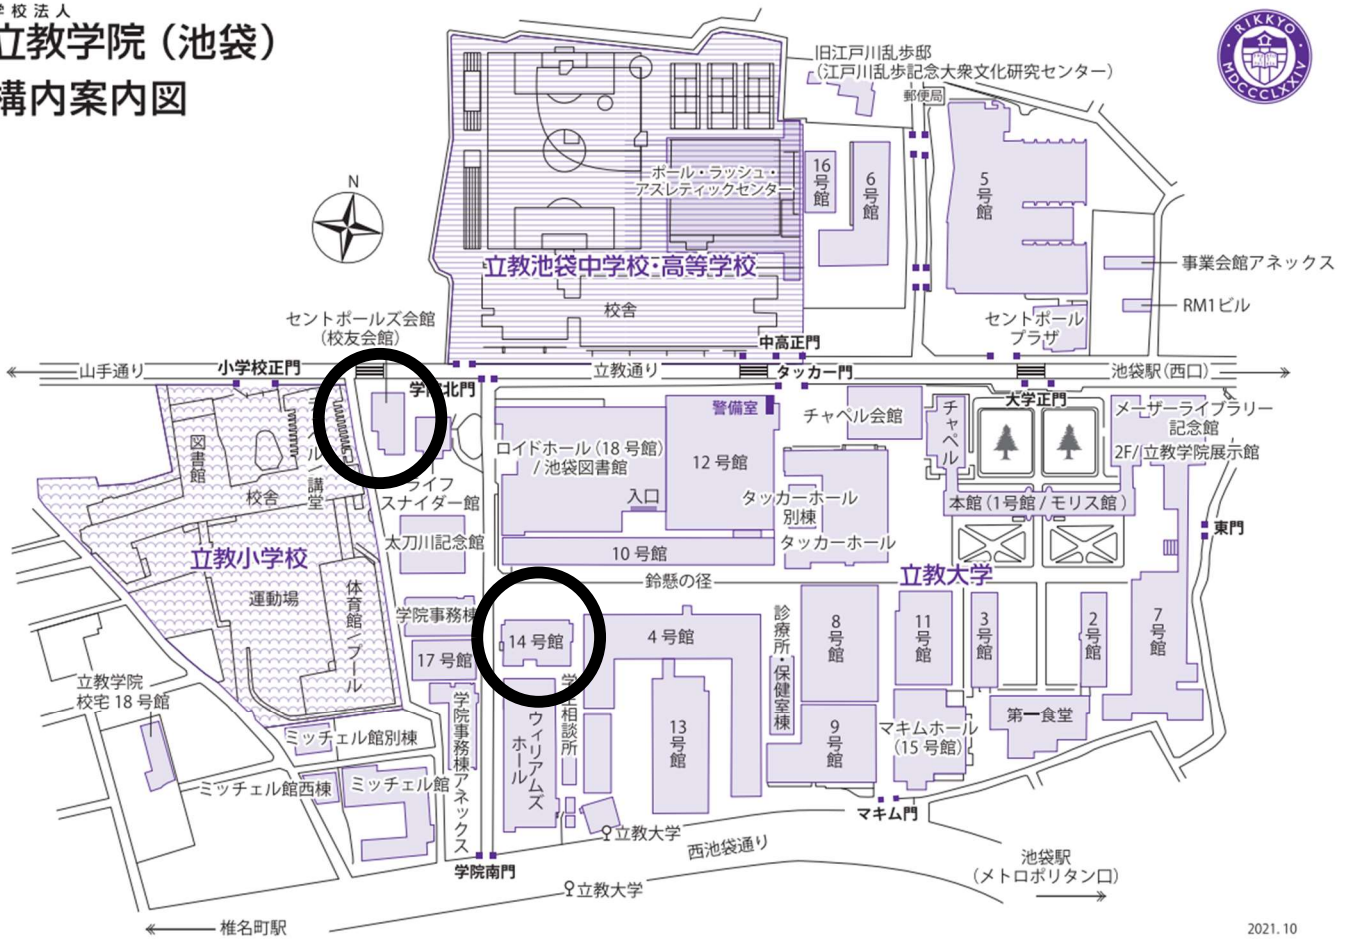 学校法人
立教学院（池袋）
構内案内図
RIKKYO
MDCCCLXXIV
旧江戸川乱歩邸
（江戸川乱歩記念大衆文化研究センター）
郵便局
N
ポール・ラッシュ・
アスレティックセンター
16号館
6号館
5号館
立教池袋中学校・高等学校
校舎
事業会館アネックス
RM1ビル
セントポール
プラザ
セントポールズ会館
（校友会館）
中高正門
山手通り
小学校正門
立教通り
タッカー門
池袋駅（西口）
学院北門
大学正門
警備室
チャペル会館
チャペル
メーザーライブラリー
記念館
2F/立教学院展示館
図書館
校舎
講堂
ロイドホール（18号館）
/ 池袋図書館
入口
12号館
タッカーホール
別棟
タッカーホール
本館（1号館 / モリス館）
東門
ライフ
スナイダー館
太刀川記念館
10号館
立教小学校
運動場
体育館/プール
鈴懸の径
立教大学
学院事務棟
17号館
14号館
4号館
診療所・保健室棟
8号館
11号館
3号館
2号館
7号館
立教学院
校宅18号館
学院事務棟アネックス
ウィリアムズ
ホール
学生相談所
13号館
9号館
マキムホール
（15号館）
第一食堂
ミッチェル館別棟
ミッチェル館西棟
ミッチェル館
マキム門
立教大学
西池袋通り
学院南門
立教大学
池袋駅
（メトロポリタン口）
椎名町駅
2021.10